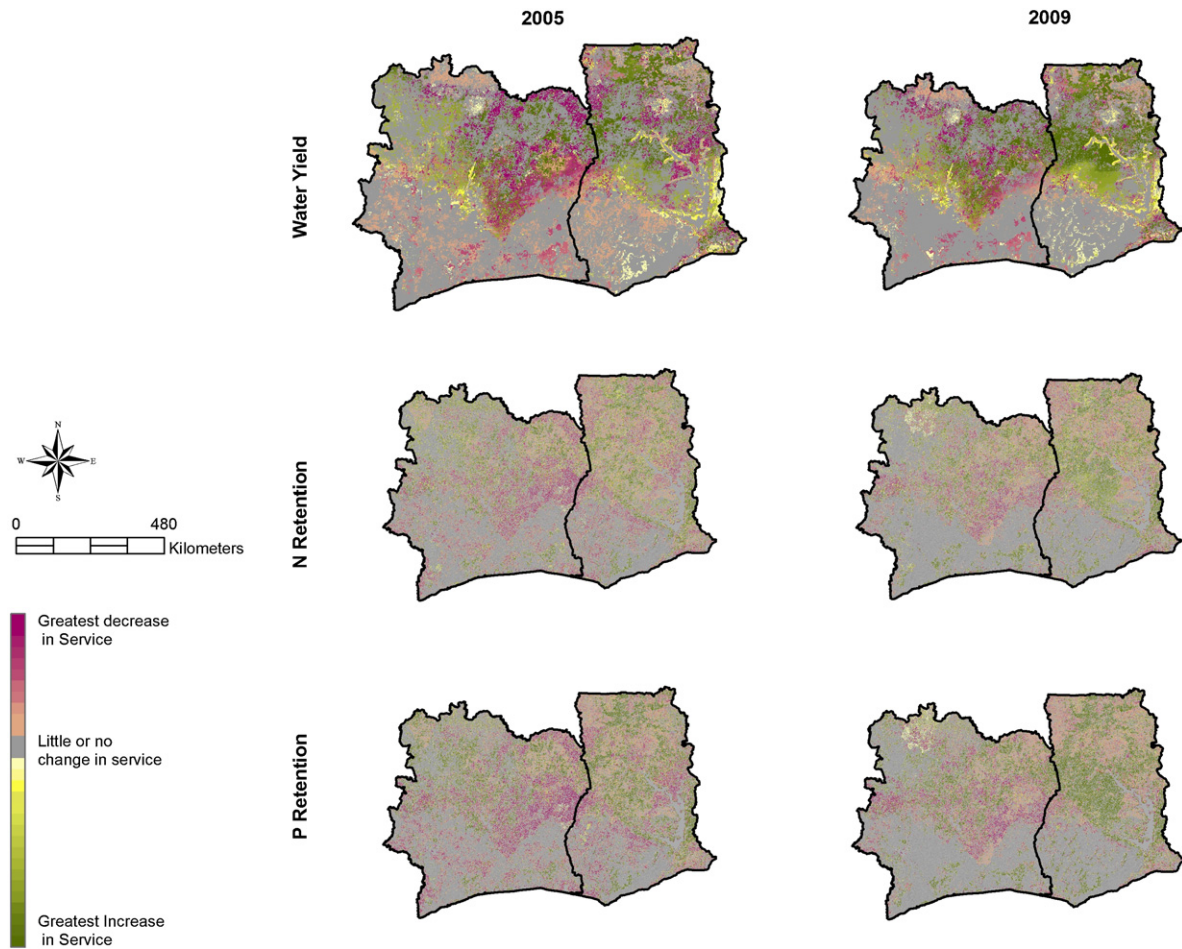 2005
2009
Water Yield
N Retention
P Retention
N
W
E
S
0
480
Kilometers
Greatest decrease
in Service
Little or no
change in service
Greatest Increase
in Service